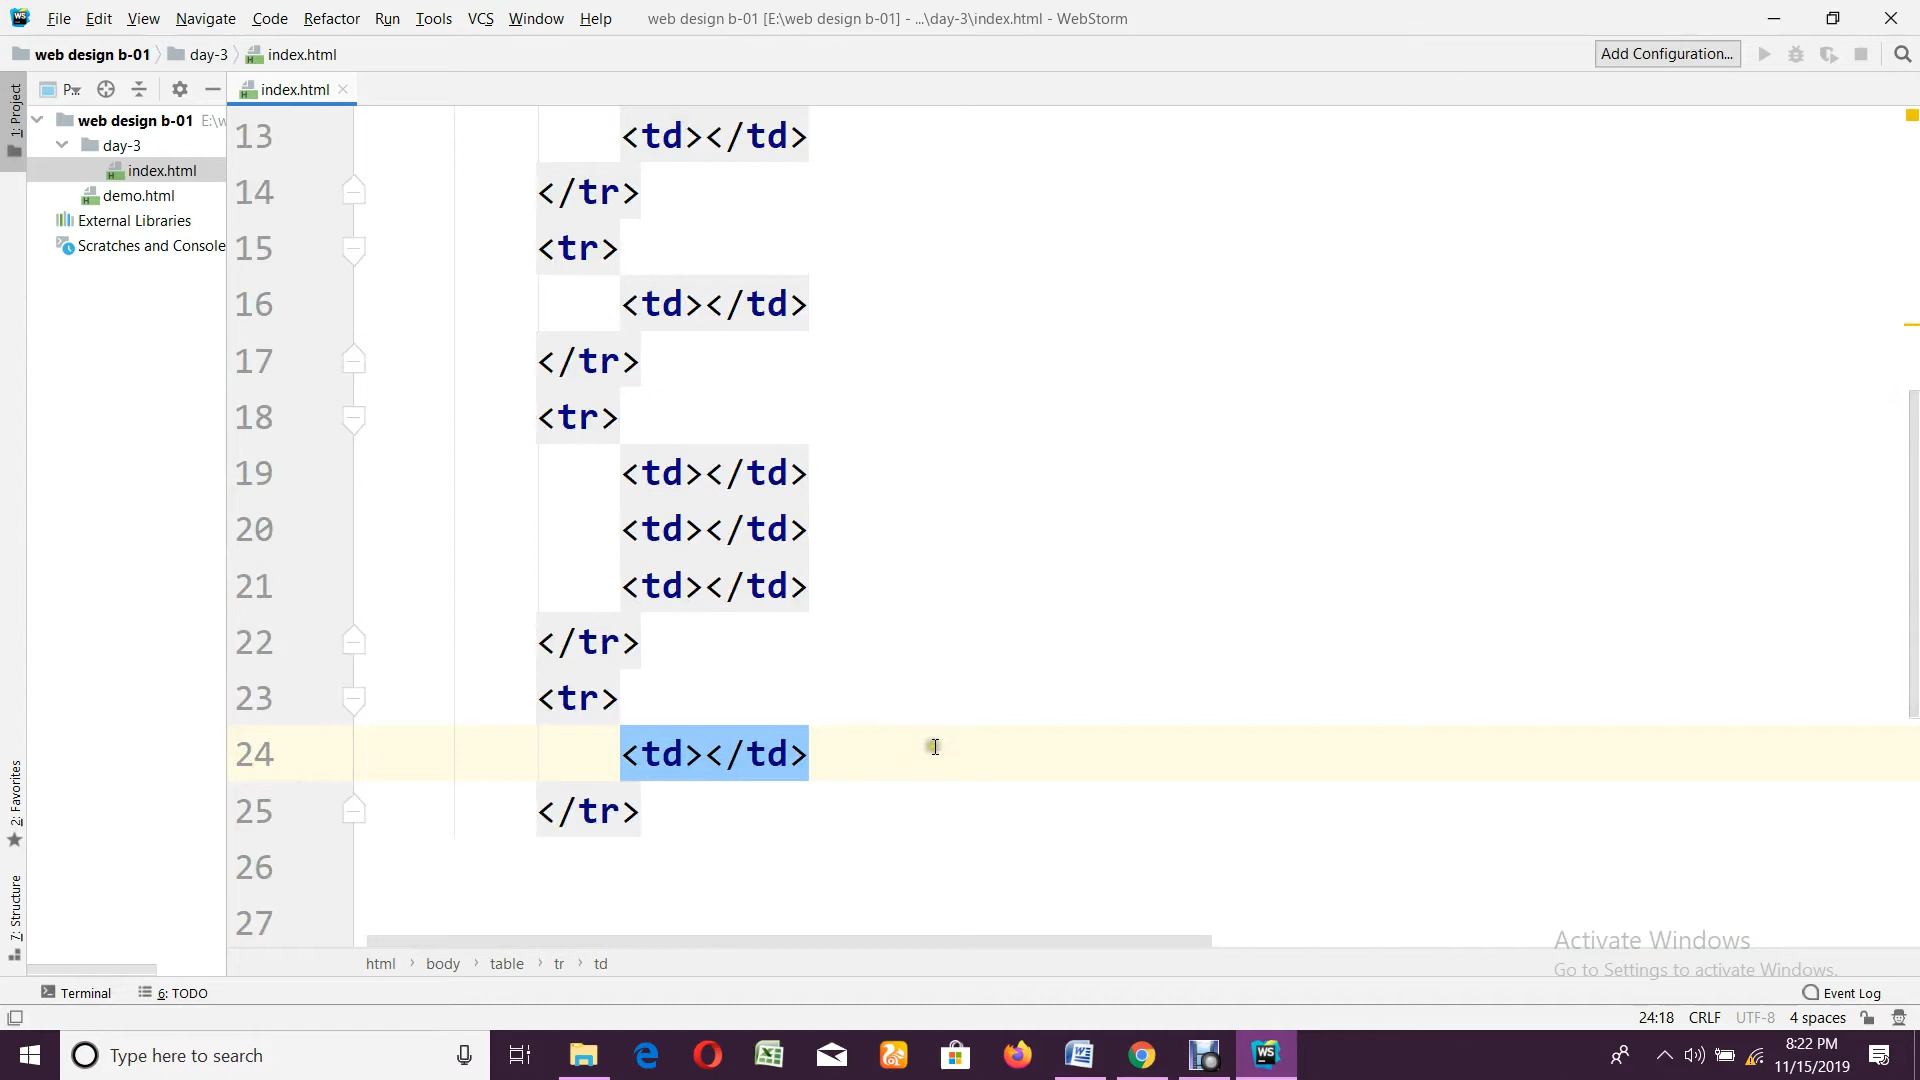 File Edit View Navigate Code Refactor Run Tools VCS Window Help web design b-01 [E:\web design b-01] - ...\day-3\index.html - WebStorm
web design b-01 day-3 index.html Add Configuration...
1: Project
index.html
web design b-01
day-3
index.html
demo.html
External Libraries
Scratches and Console
13 <td></td>
14 </tr>
15 <tr>
16 <td></td>
17 </tr>
18 <tr>
19 <td></td>
20 <td></td>
21 <td></td>
22 </tr>
23 <tr>
24 <td></td>
25 </tr>
26
27
2: Favorites
7: Structure
Activate Windows
Go to Settings to activate Windows.
html body table tr td
Terminal 6: TODO Event Log
24:18 CRLF UTF-8 4 spaces
Type here to search
8:22 PM
11/15/2019